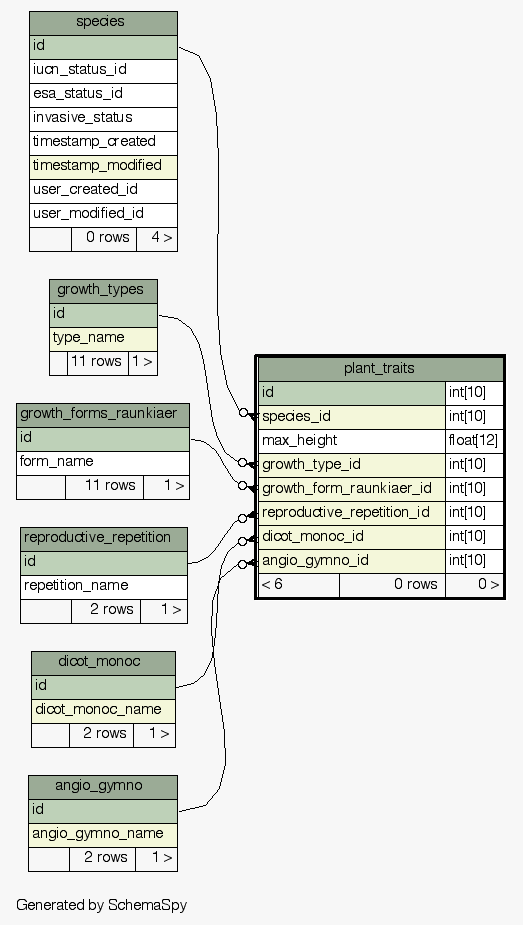 species
id
iucn_status_id
esa_status_id
invasive_status
timestamp_created
timestamp_modified
user_created_id
user_modified_id
0 rows 4 >
growth_types
id
type_name
11 rows 1 >
growth_forms_raunkiaer
id
form_name
11 rows 1 >
reproductive_repetition
id
repetition_name
2 rows 1 >
dicot_monoc
id
dicot_monoc_name
2 rows 1 >
angio_gymno
id
angio_gymno_name
2 rows 1 >
plant_traits
id int[10]
species_id int[10]
max_height float[12]
growth_type_id int[10]
growth_form_raunkiaer_id int[10]
reproductive_repetition_id int[10]
dicot_monoc_id int[10]
angio_gymno_id int[10]
< 6 0 rows 0 >
Generated by SchemaSpy